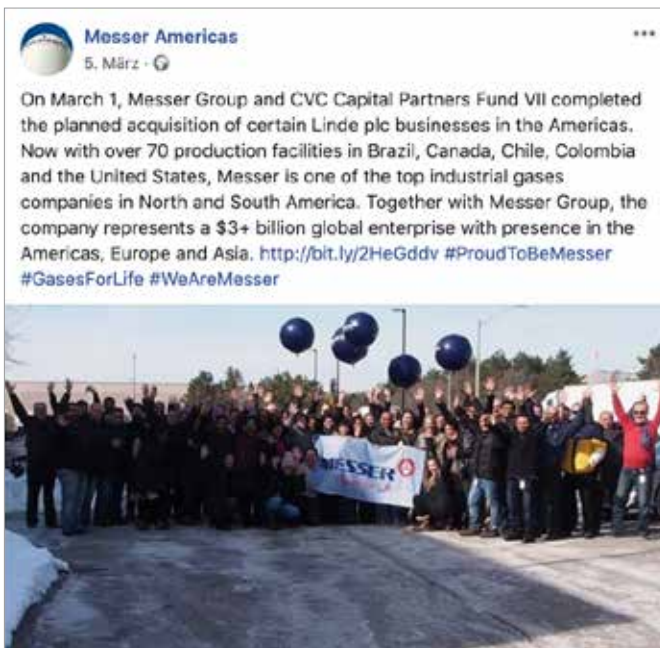 Messer Americas
5. März ·
On March 1, Messer Group and CVC Capital Partners Fund VII completed
the planned acquisition of certain Linde plc businesses in the Americas.
Now with over 70 production facilities in Brazil, Canada, Chile, Colombia
and the United States, Messer is one of the top industrial gases
companies in North and South America. Together with Messer Group, the
company represents a $3+ billion global enterprise with presence in the
Americas, Europe and Asia. http://bit.ly/2HeGddv #ProudToBeMesser
#GasesForLife #WeAreMesser
MESSER